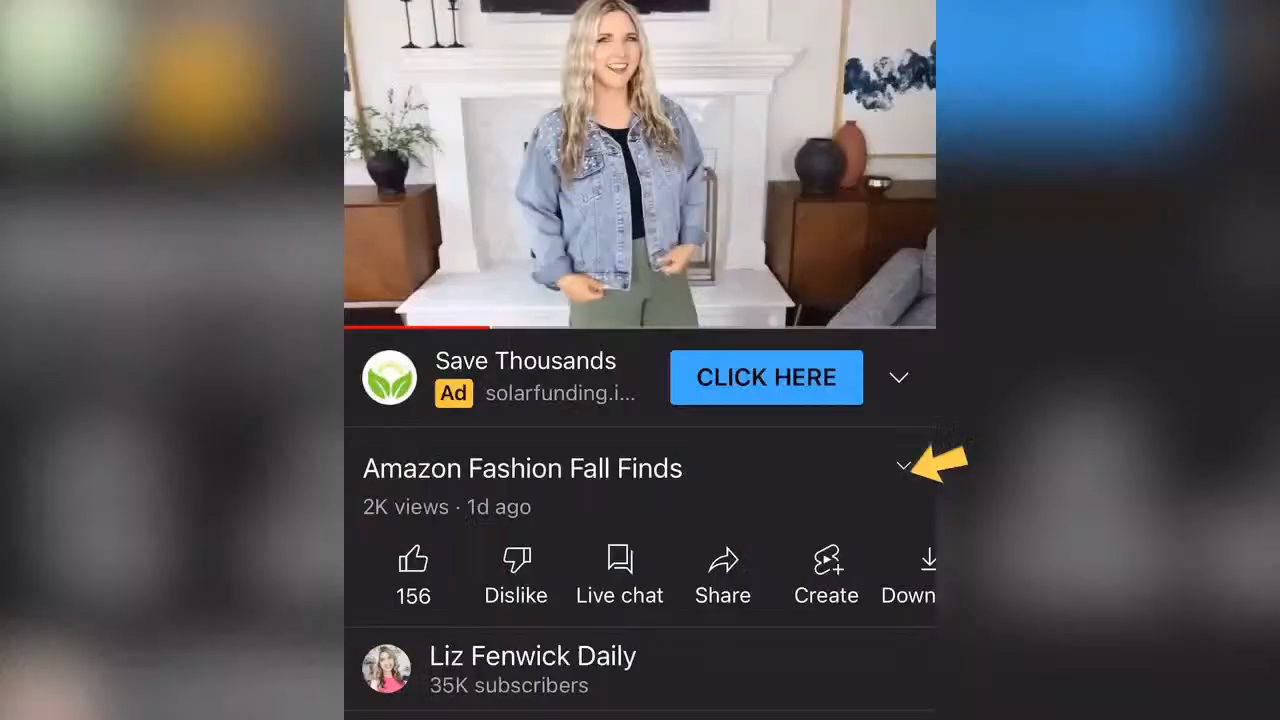 Save Thousands
CLICK HERE
Ad solarfunding.i...
Amazon Fashion Fall Finds
2K views · 1d ago
156
Dislike
Live chat
Share
Create
Down
Liz Fenwick Daily
35K subscribers